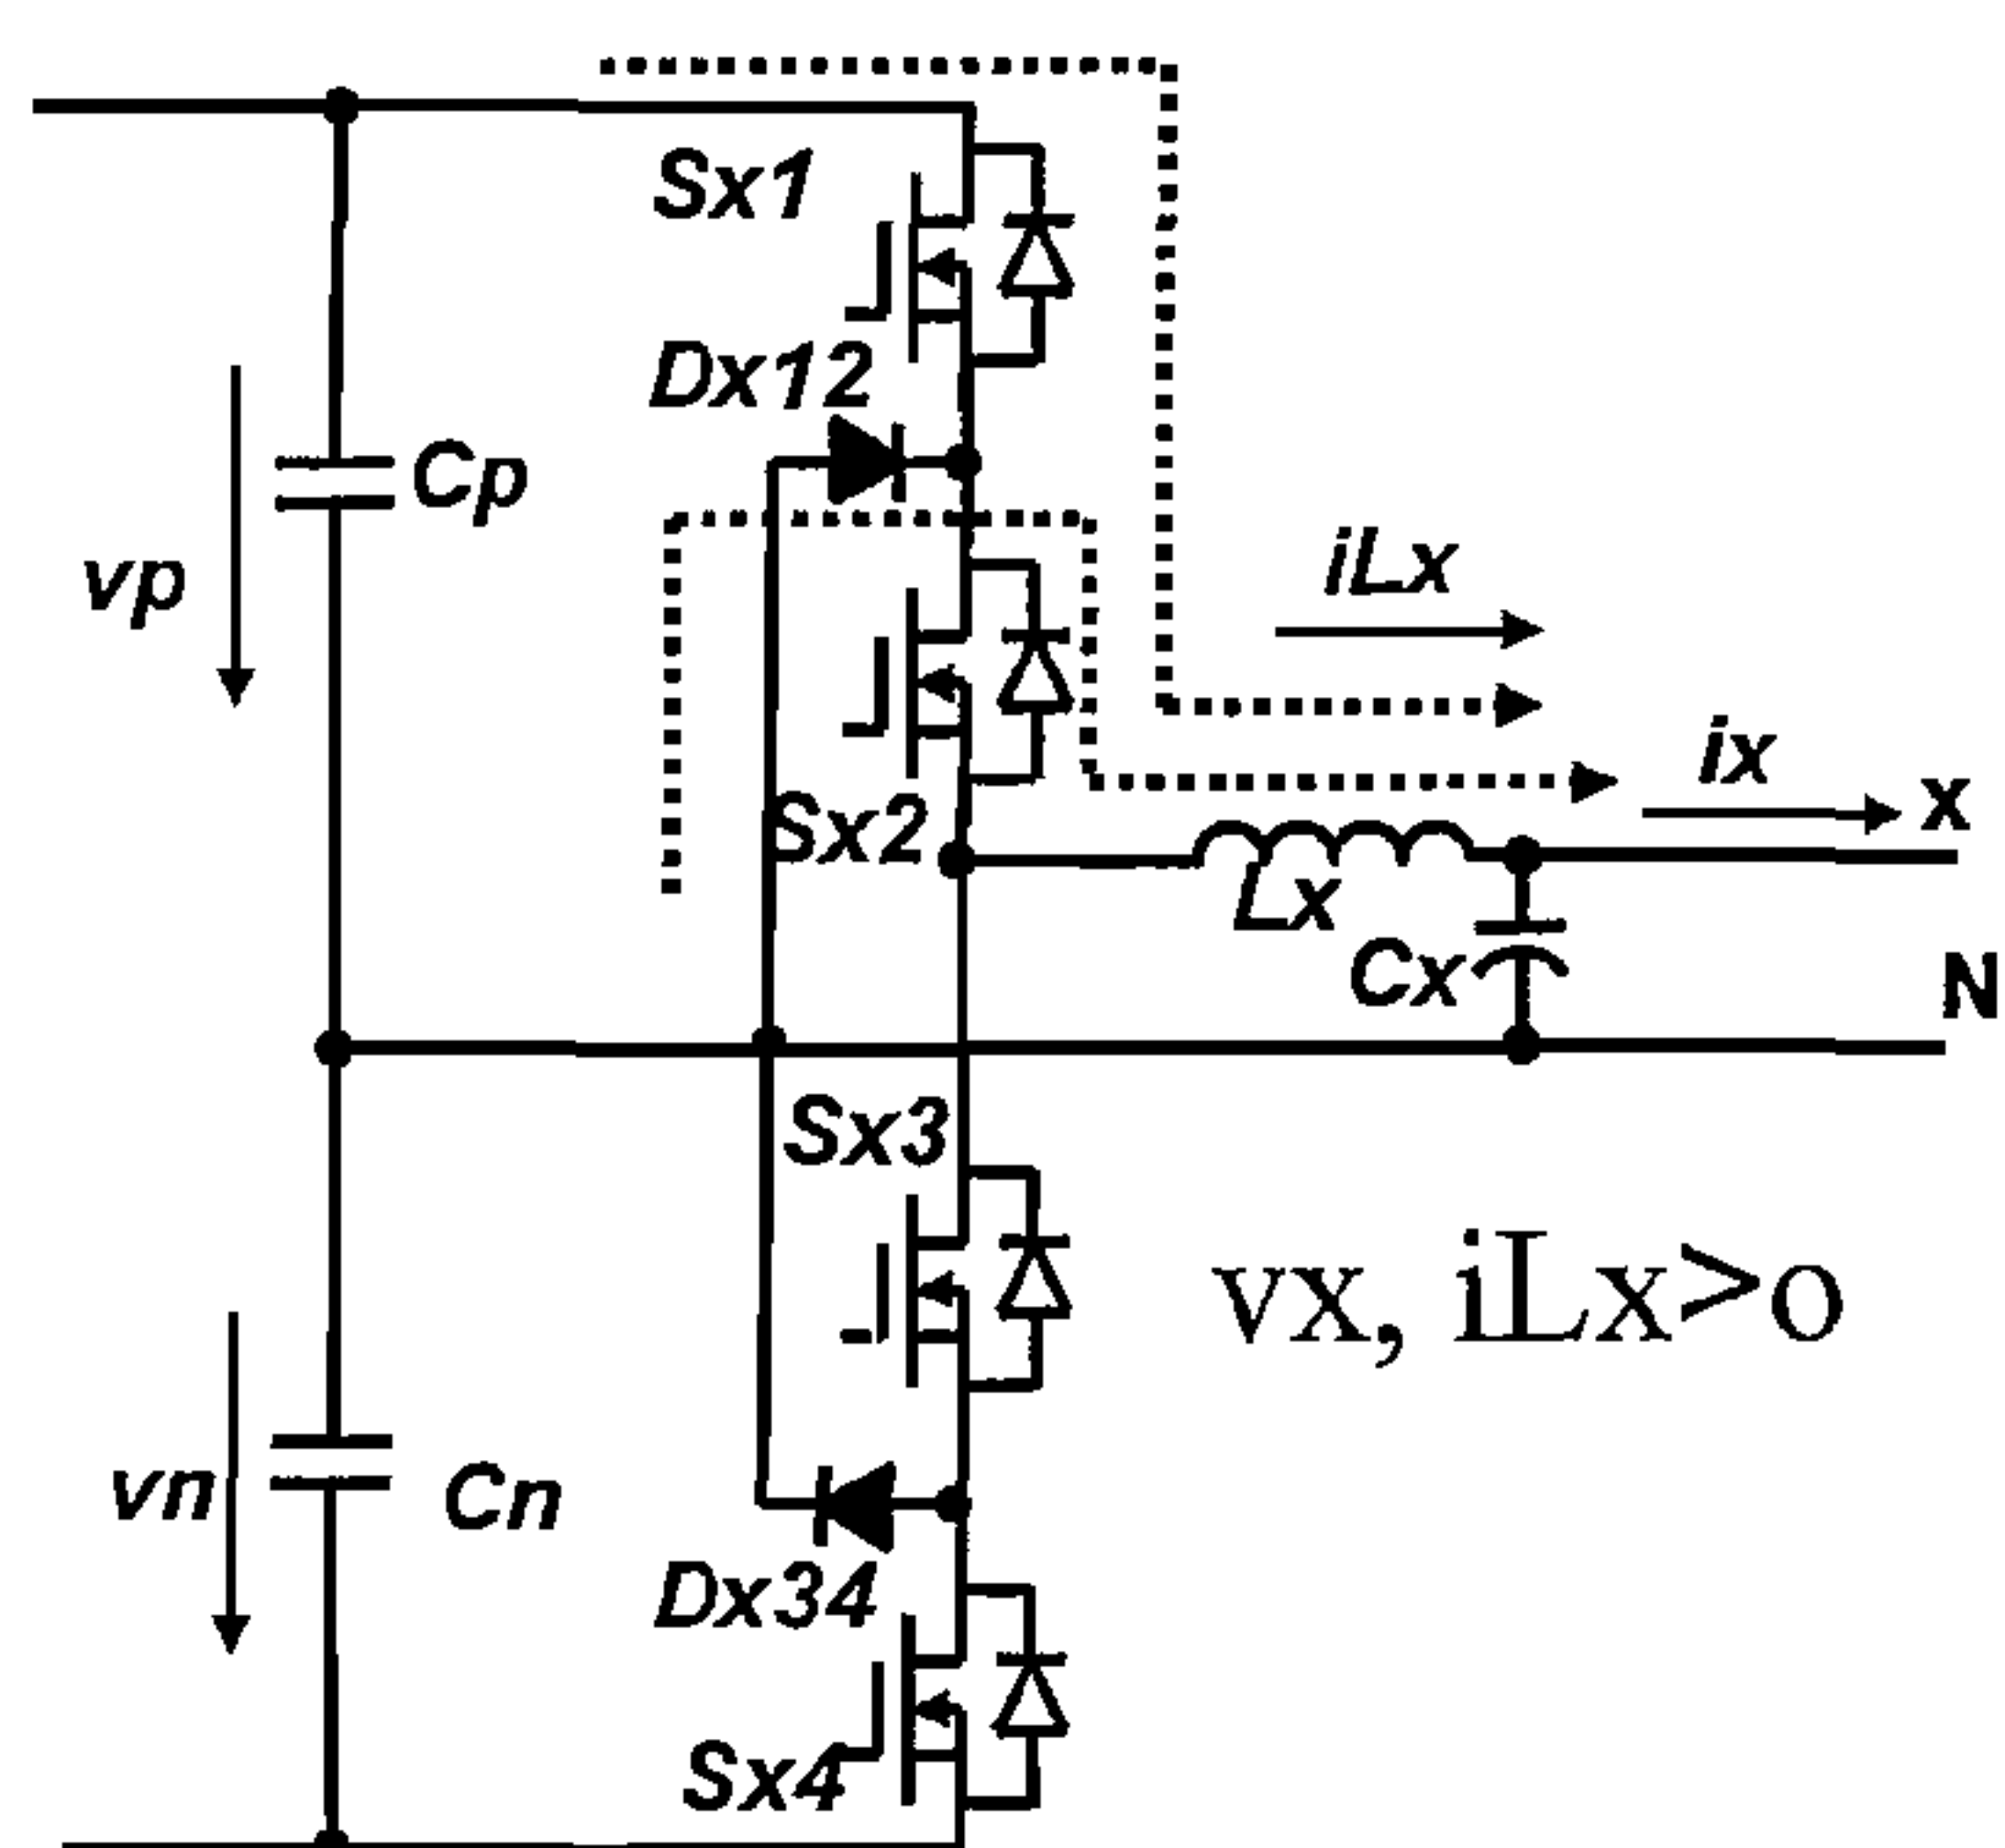 Sx1
Dx12
Cp
vp
iLx
ix
x
Sx2
Lx
Cx
N
Sx3
vx, iLx>o
vn
Cn
Dx34
Sx4